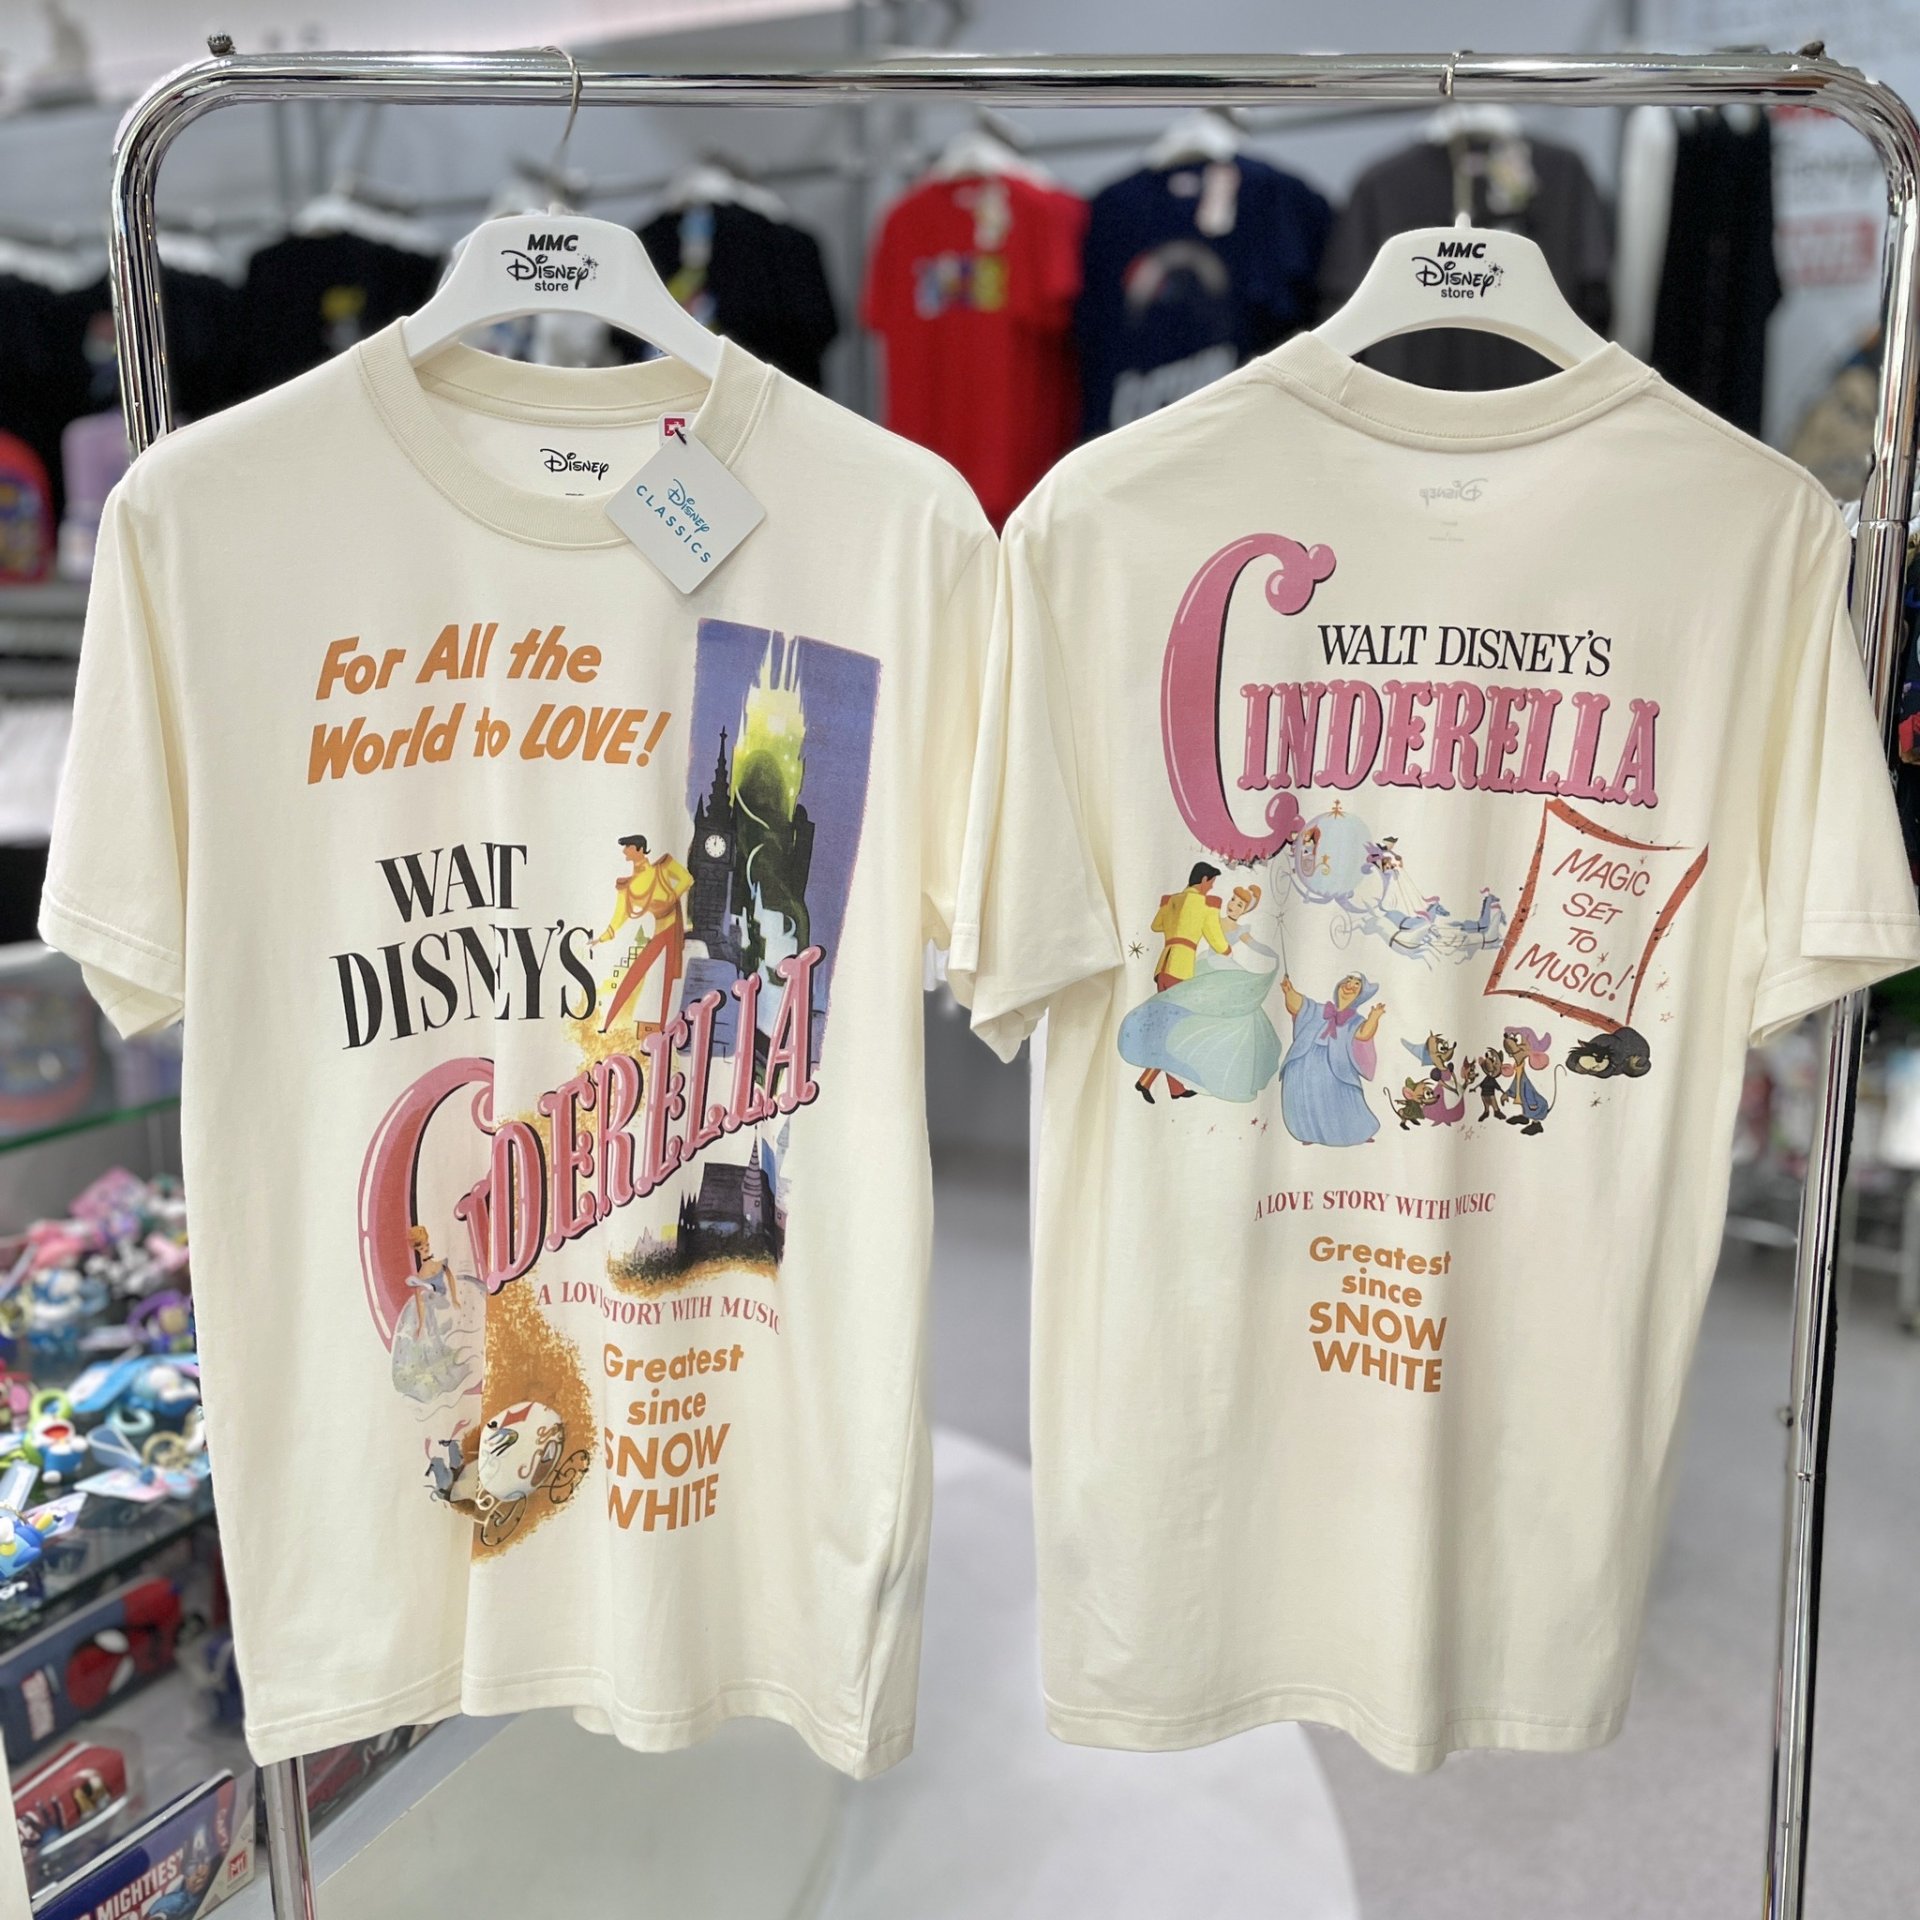 MMC
Disney
store
Disney
Disney
CLASSICS
For All the
World to LOVE!
WALT
DISNEY'S
CINDERELLA
A LOVE STORY WITH MUSIC
Greatest
since
SNOW
WHITE
MMC
Disney
store
Disney
WALT DISNEY'S
CINDERELLA
MAGIC
SET
TO
MUSIC!
A LOVE STORY WITH MUSIC
Greatest
since
SNOW
WHITE
MIGHTIES